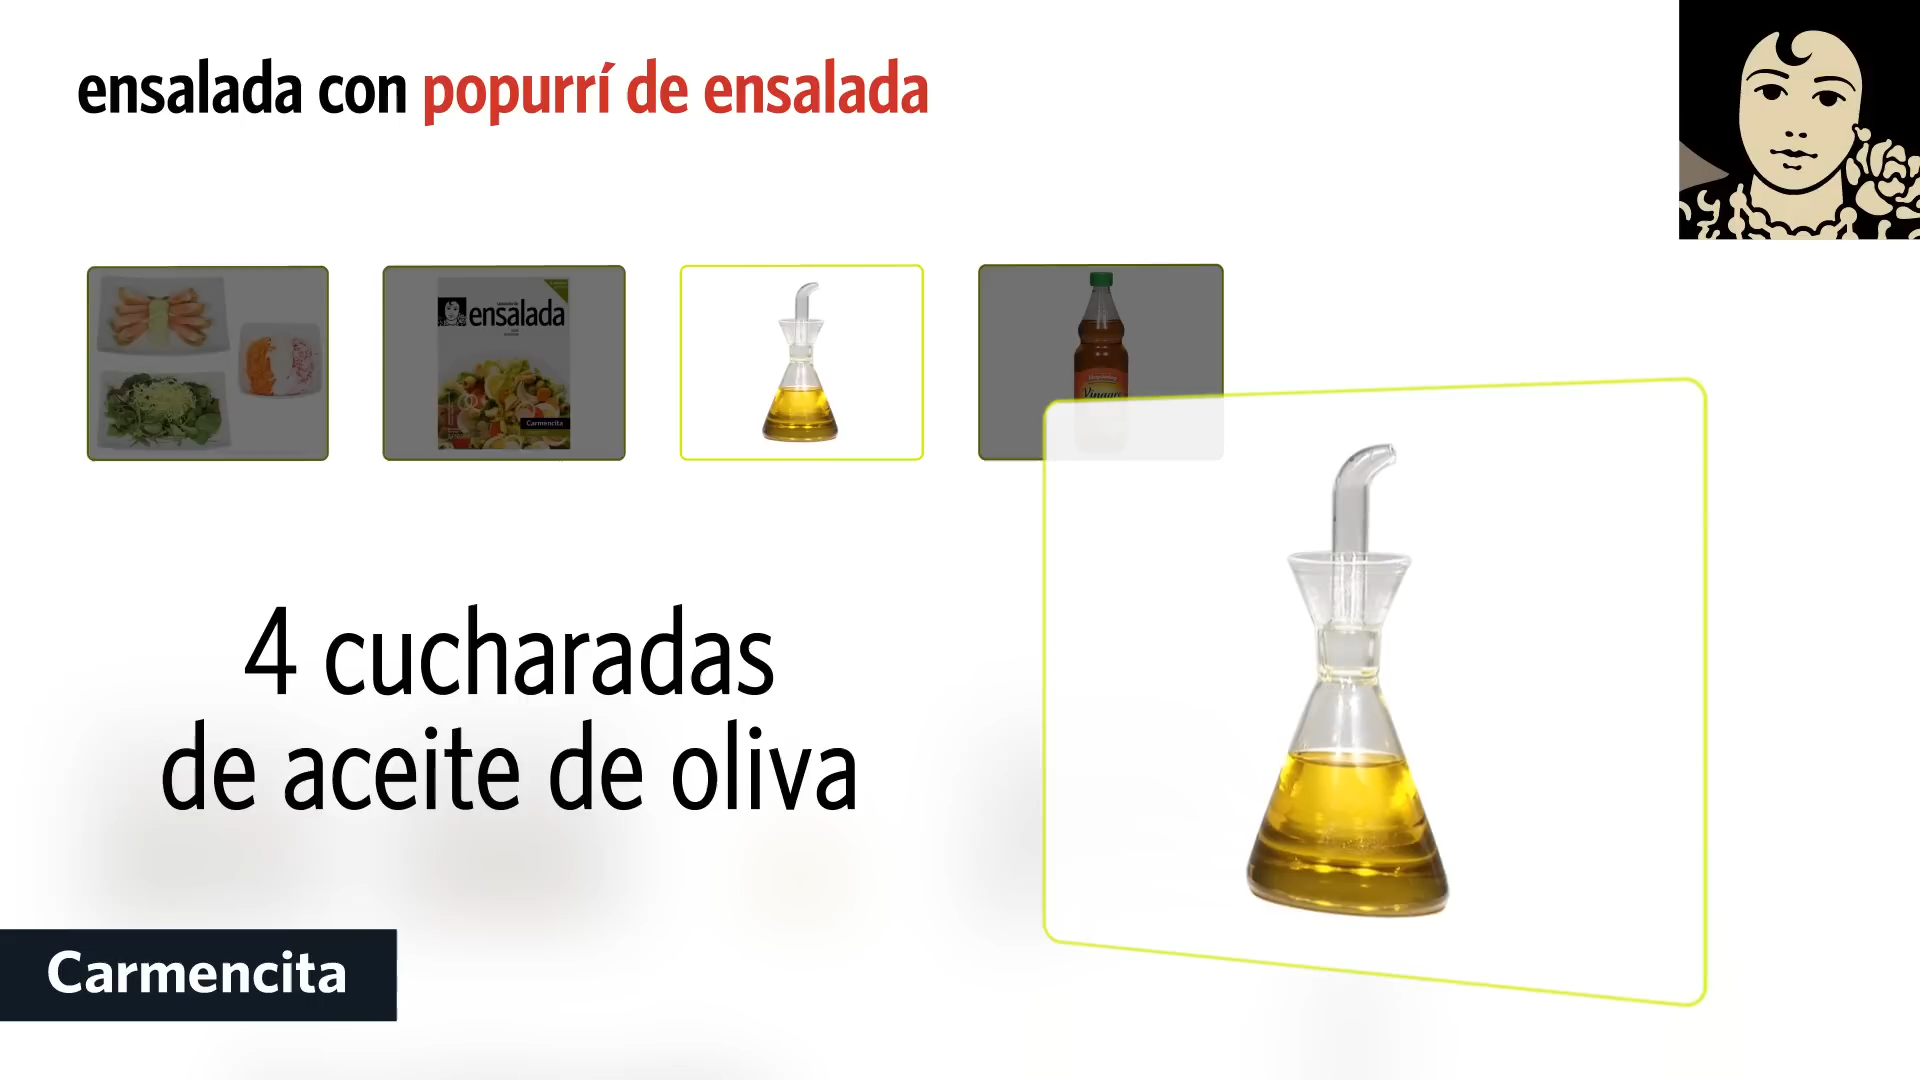 ensalada con popurrí de ensalada
ensalada
Carmencita
4 cucharadas
de aceite de oliva
Carmencita